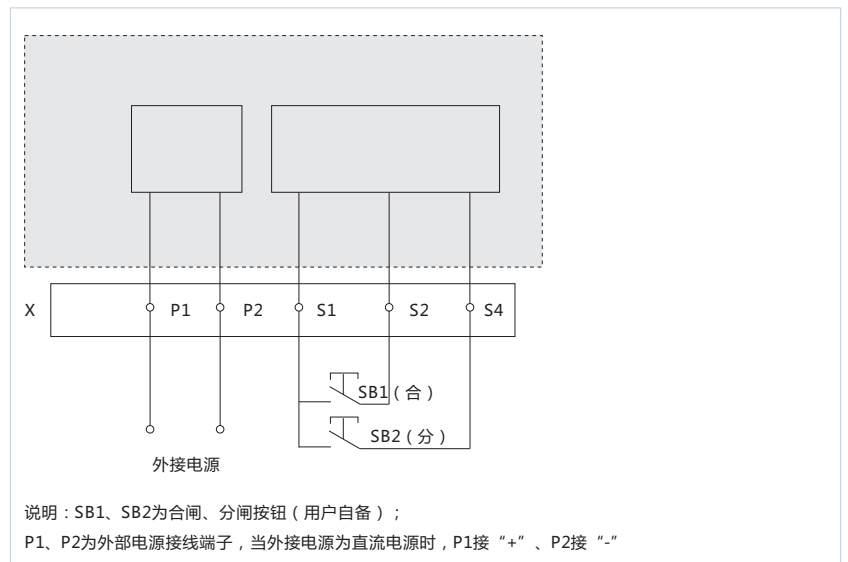 X P1 P2 S1 S2 S4
SB1(合)
SB2(分)
外接电源
说明:SB1、SB2为合闸、分闸按钮(用户自备);
P1、P2为外部电源接线端子,当外接电源为直流电源时,P1接“+”、P2接“-”